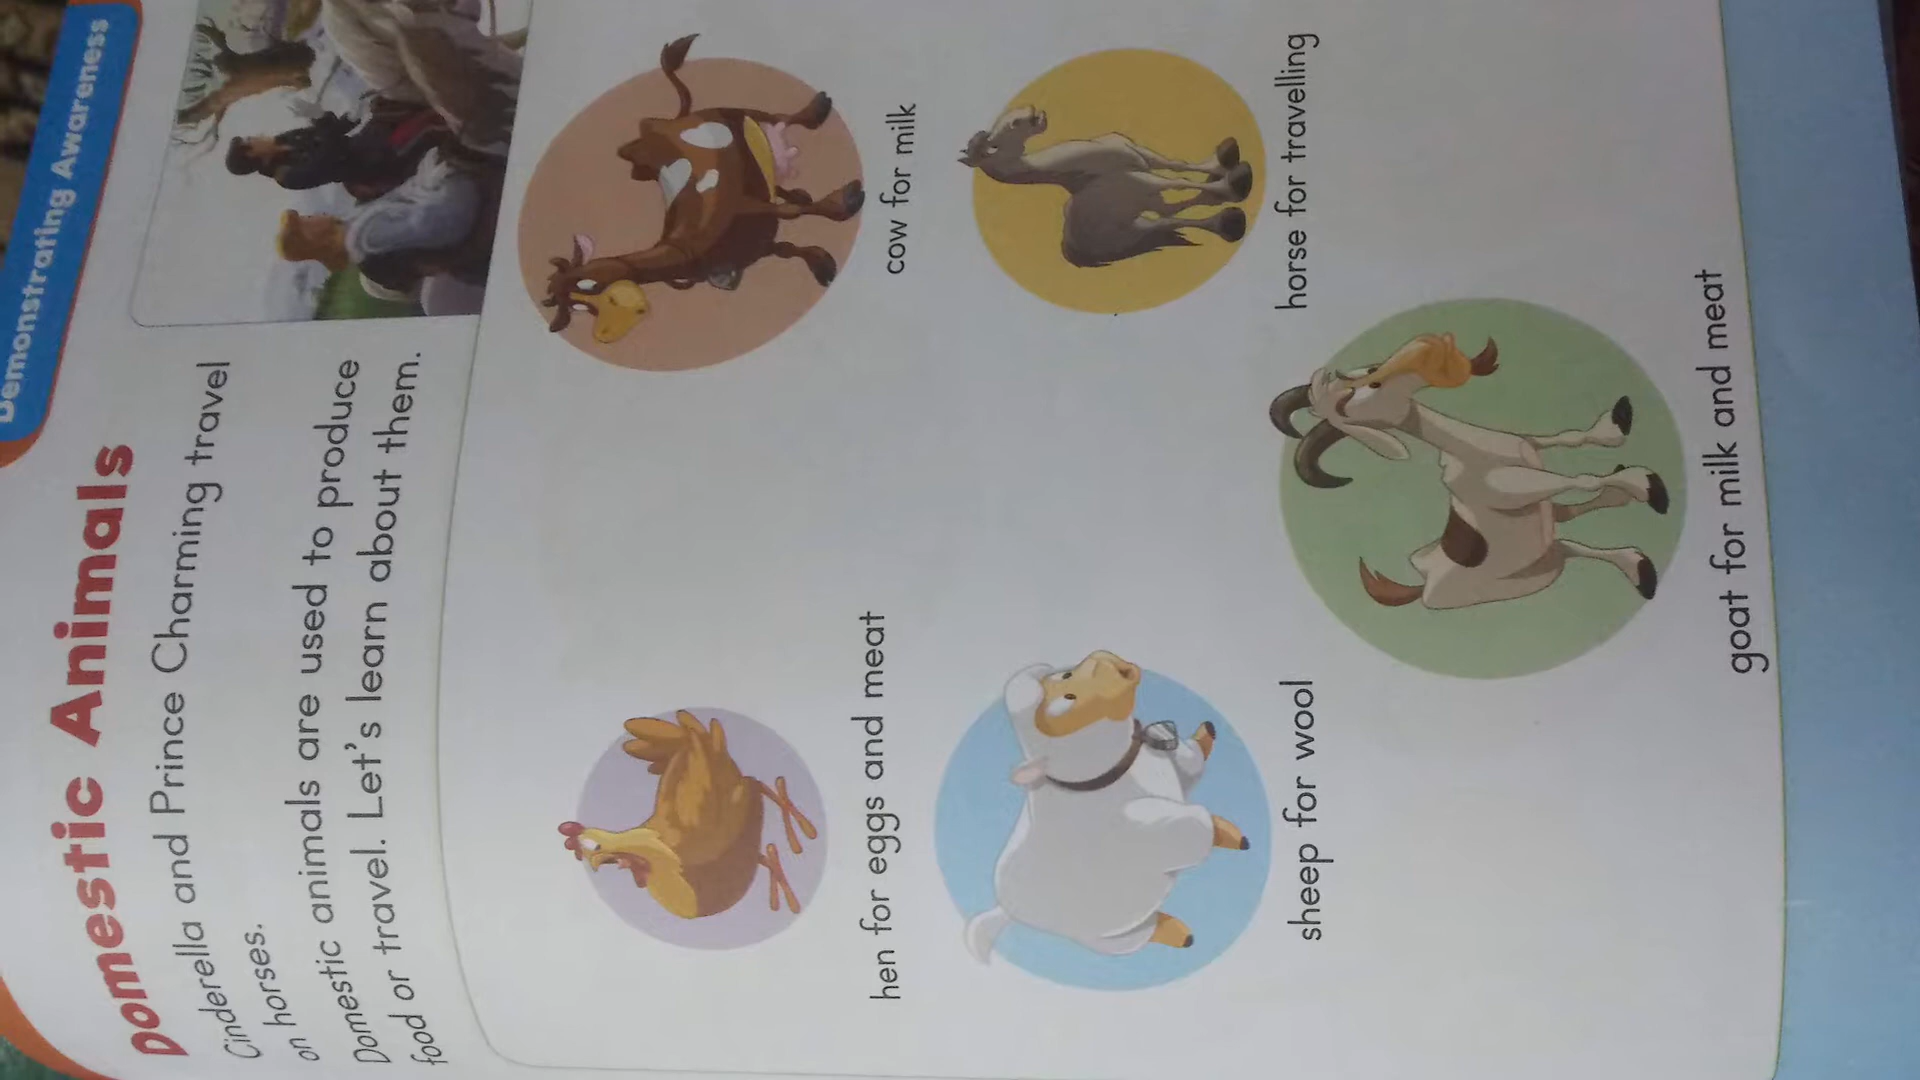 Demonstrating Awareness
Domestic Animals
Cinderella and Prince Charming travel
on horses.
Domestic animals are used to produce
food or travel. Let's learn about them.
hen for eggs and meat
cow for milk
sheep for wool
horse for travelling
goat for milk and meat